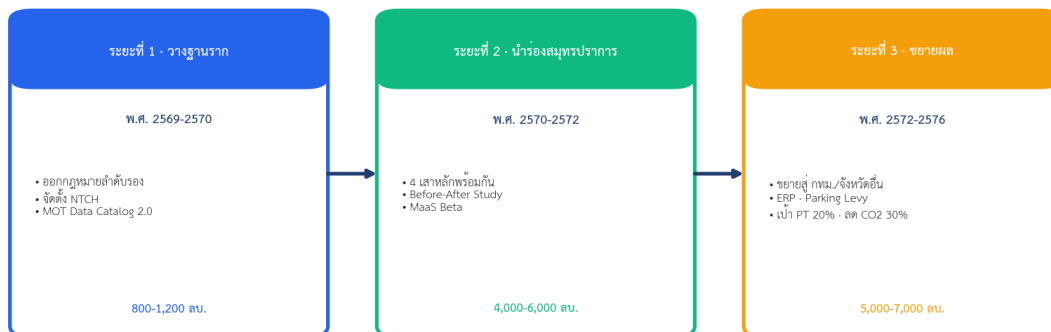 ระยะที่ 1 · วางฐานราก
พ.ศ. 2569-2570
• ออกกฎหมายลำดับรอง
• จัดตั้ง NTCH
• MOT Data Catalog 2.0
800-1,200 ลบ.
ระยะที่ 2 · นำร่องสมุทรปราการ
พ.ศ. 2570-2572
• 4 เสาหลักพร้อมกัน
• Before-After Study
• MaaS Beta
4,000-6,000 ลบ.
ระยะที่ 3 · ขยายผล
พ.ศ. 2572-2576
• ขยายสู่ กทม./จังหวัดอื่น
• ERP · Parking Levy
• เป้า PT 20% · ลด CO2 30%
5,000-7,000 ลบ.